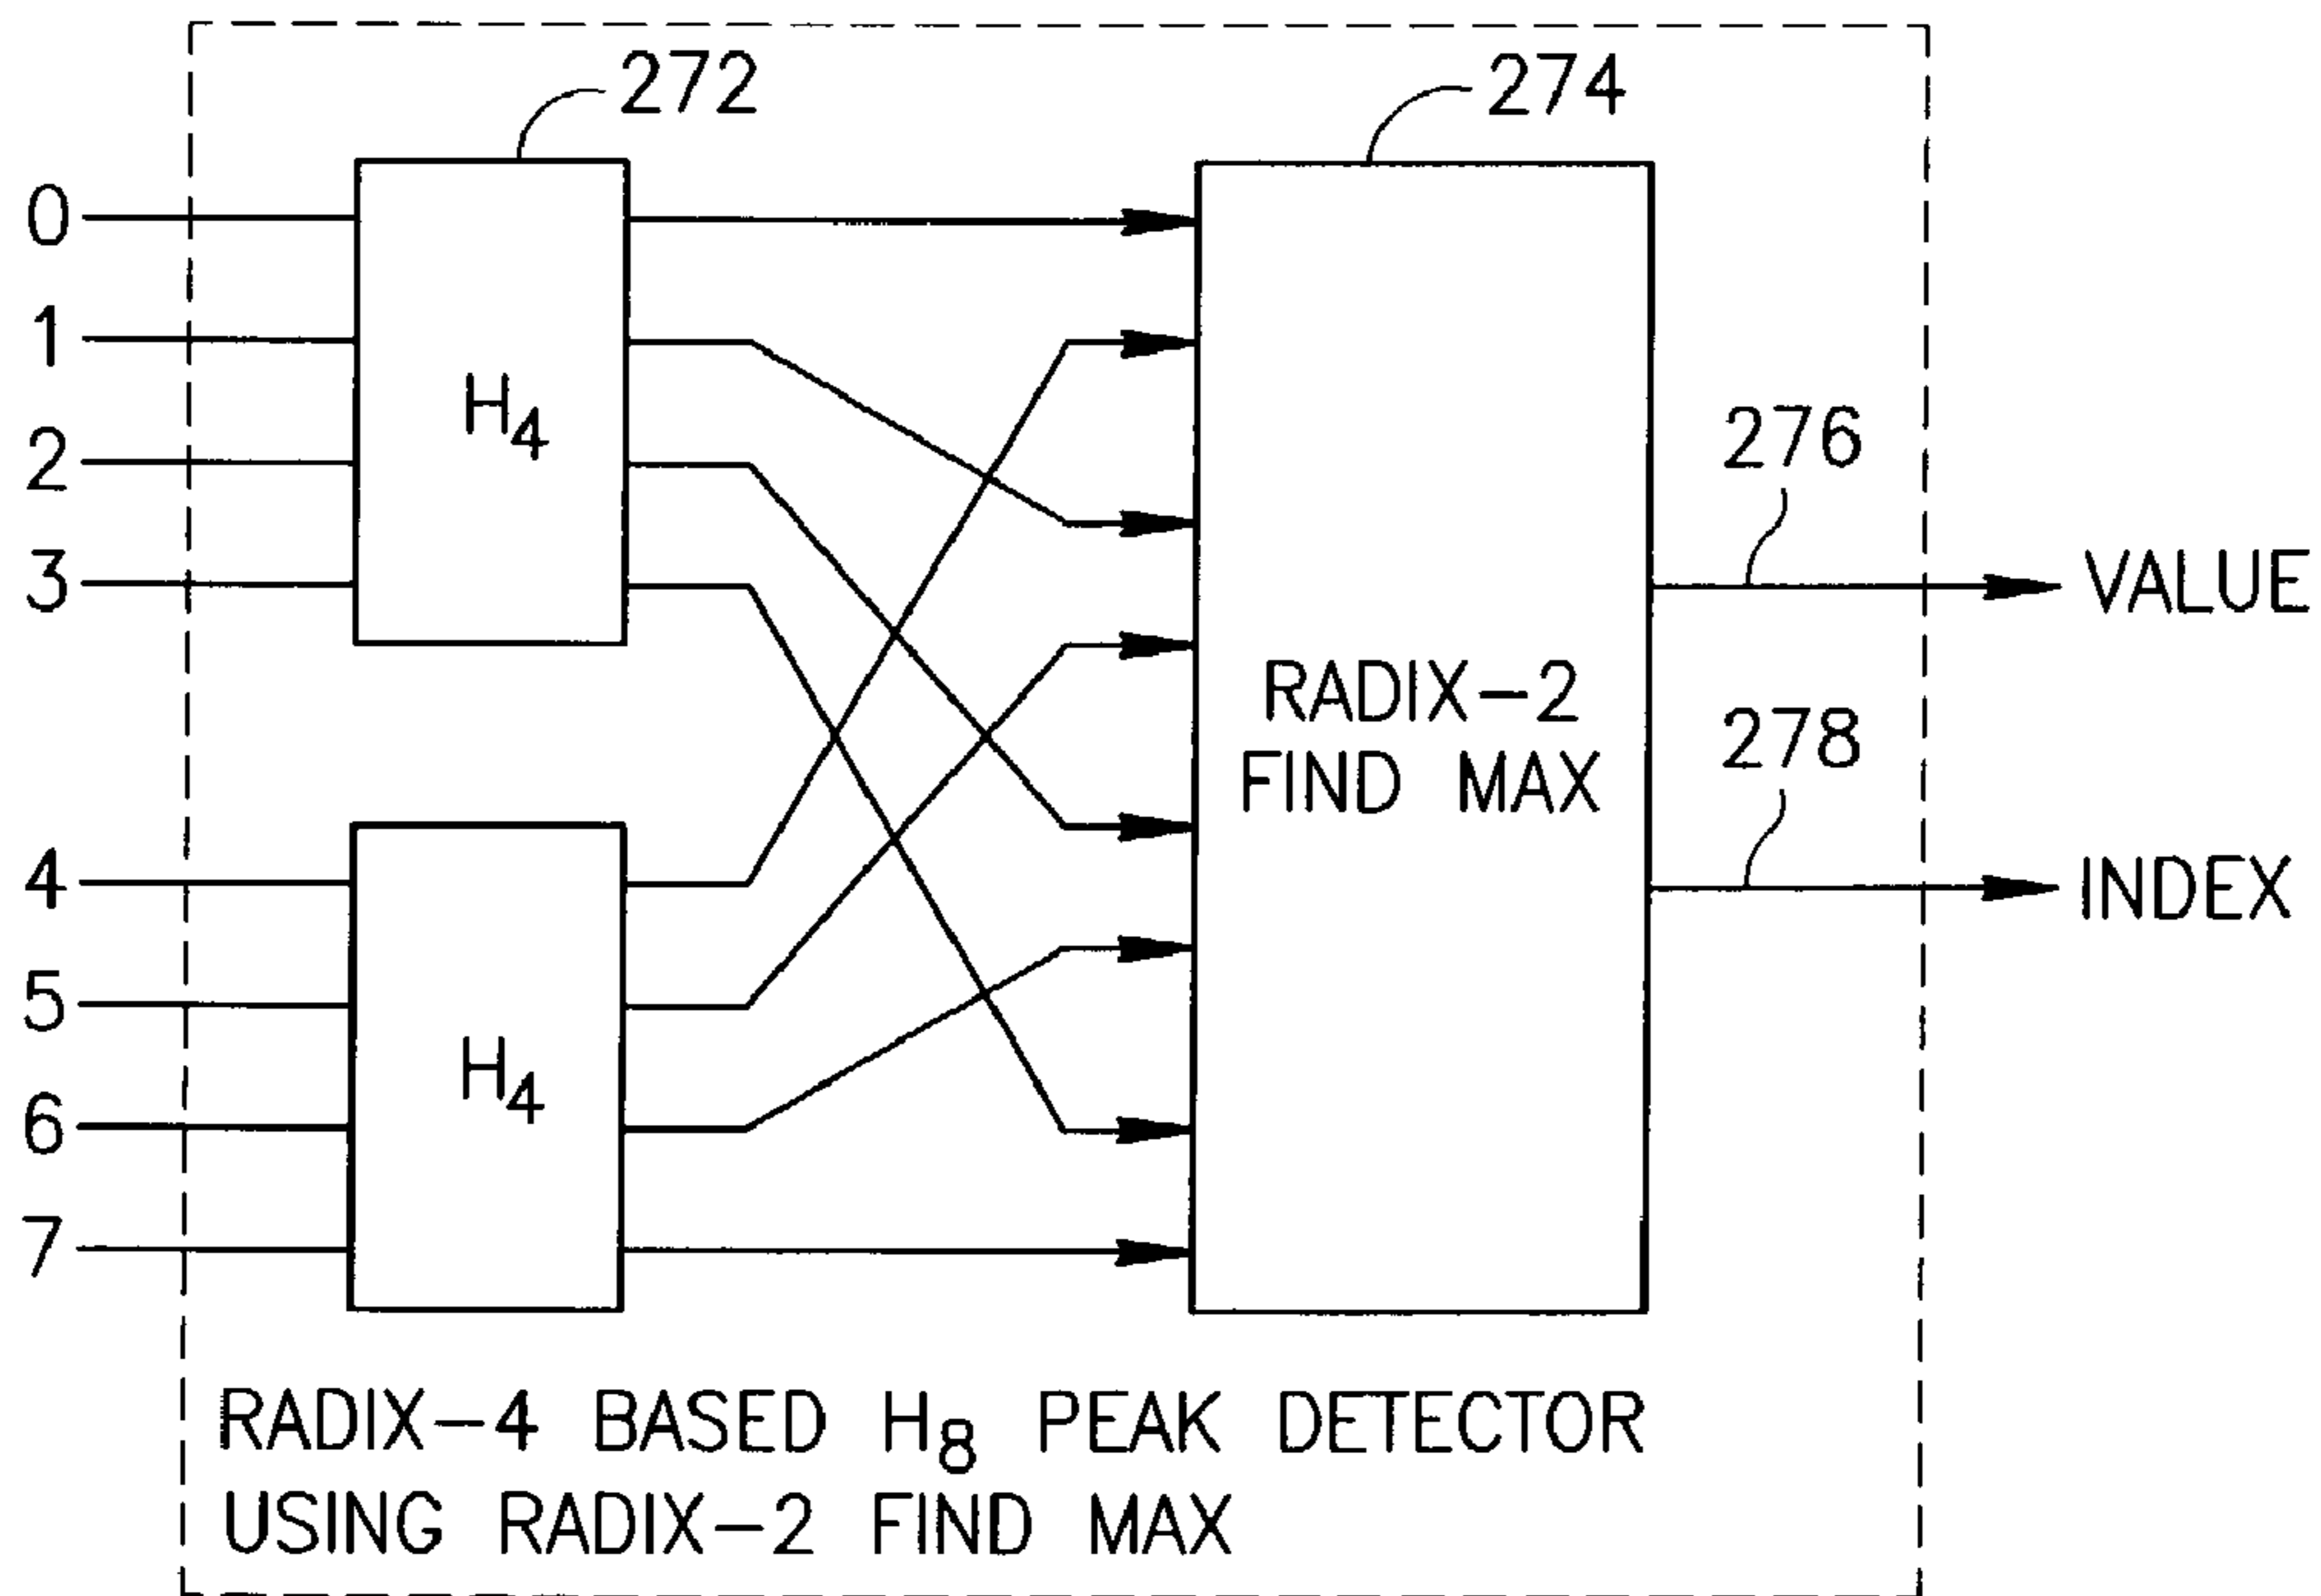 272
274
0
1
2
3
H4
276
VALUE
RADIX-2
FIND MAX
278
INDEX
4
5
6
7
H4
RADIX-4 BASED H8 PEAK DETECTOR
USING RADIX-2 FIND MAX